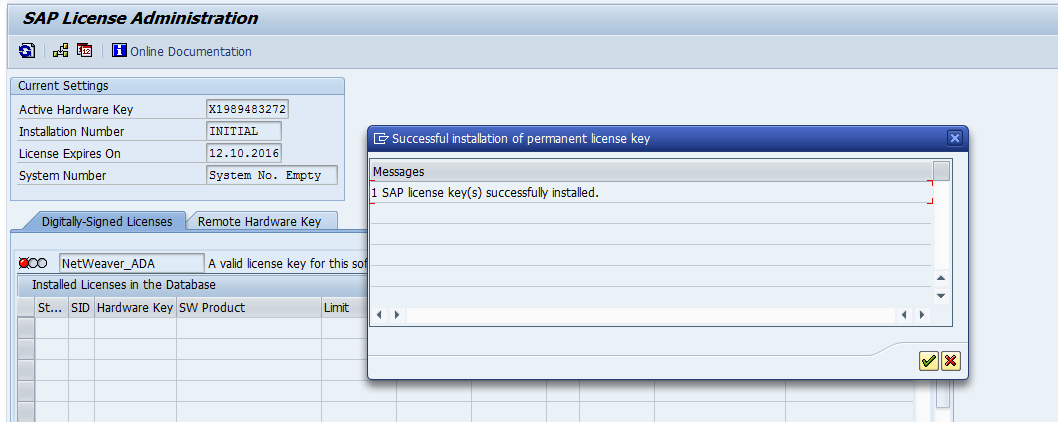 SAP License Administration
Online Documentation
Current Settings
Active Hardware Key X1989483272
Installation Number INITIAL
License Expires On 12.10.2016
System Number System No. Empty
Successful installation of permanent license key
Messages
1 SAP license key(s) successfully installed.
Digitally-Signed Licenses Remote Hardware Key
NetWeaver_ADA A valid license key for this sof
Installed Licenses in the Database
St... SID Hardware Key SW Product Limit